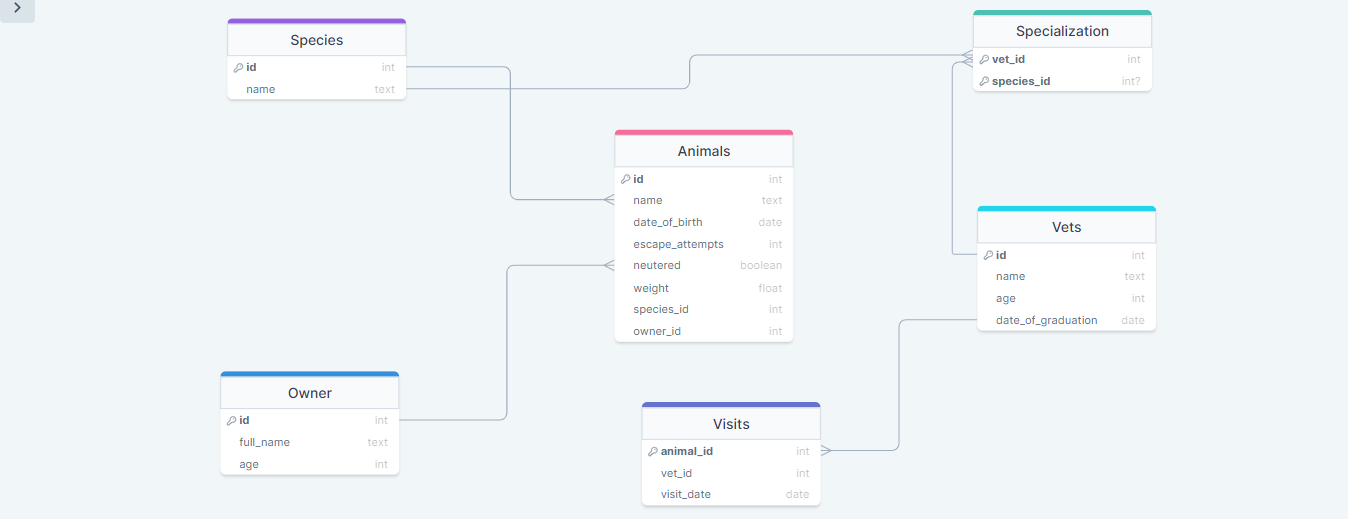 Species
id int
name text
Specialization
vet_id int
species_id int?
Animals
id int
name text
date_of_birth date
escape_attempts int
neutered boolean
weight float
species_id int
owner_id int
Vets
id int
name text
age int
date_of_graduation date
Owner
id int
full_name text
age int
Visits
animal_id int
vet_id int
visit_date date